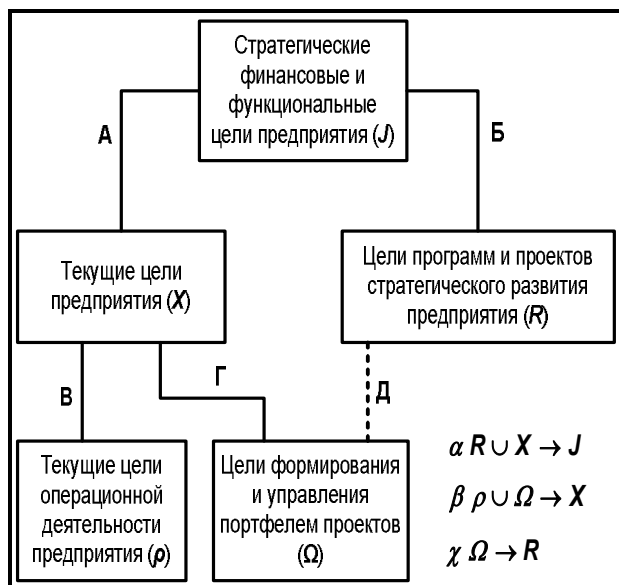 Стратегические
финансовые и
функциональные
цели предприятия (J)
А
Б
Текущие цели
предприятия (X)
Цели программ и проектов
стратегического развития
предприятия (R)
В
Г
Д
Текущие цели
операционной
деятельности
предприятия (ρ)
Цели формирования
и управления
портфелем проектов
(Ω)
α R ∪ X → J
β ρ ∪ Ω → X
χ Ω → R